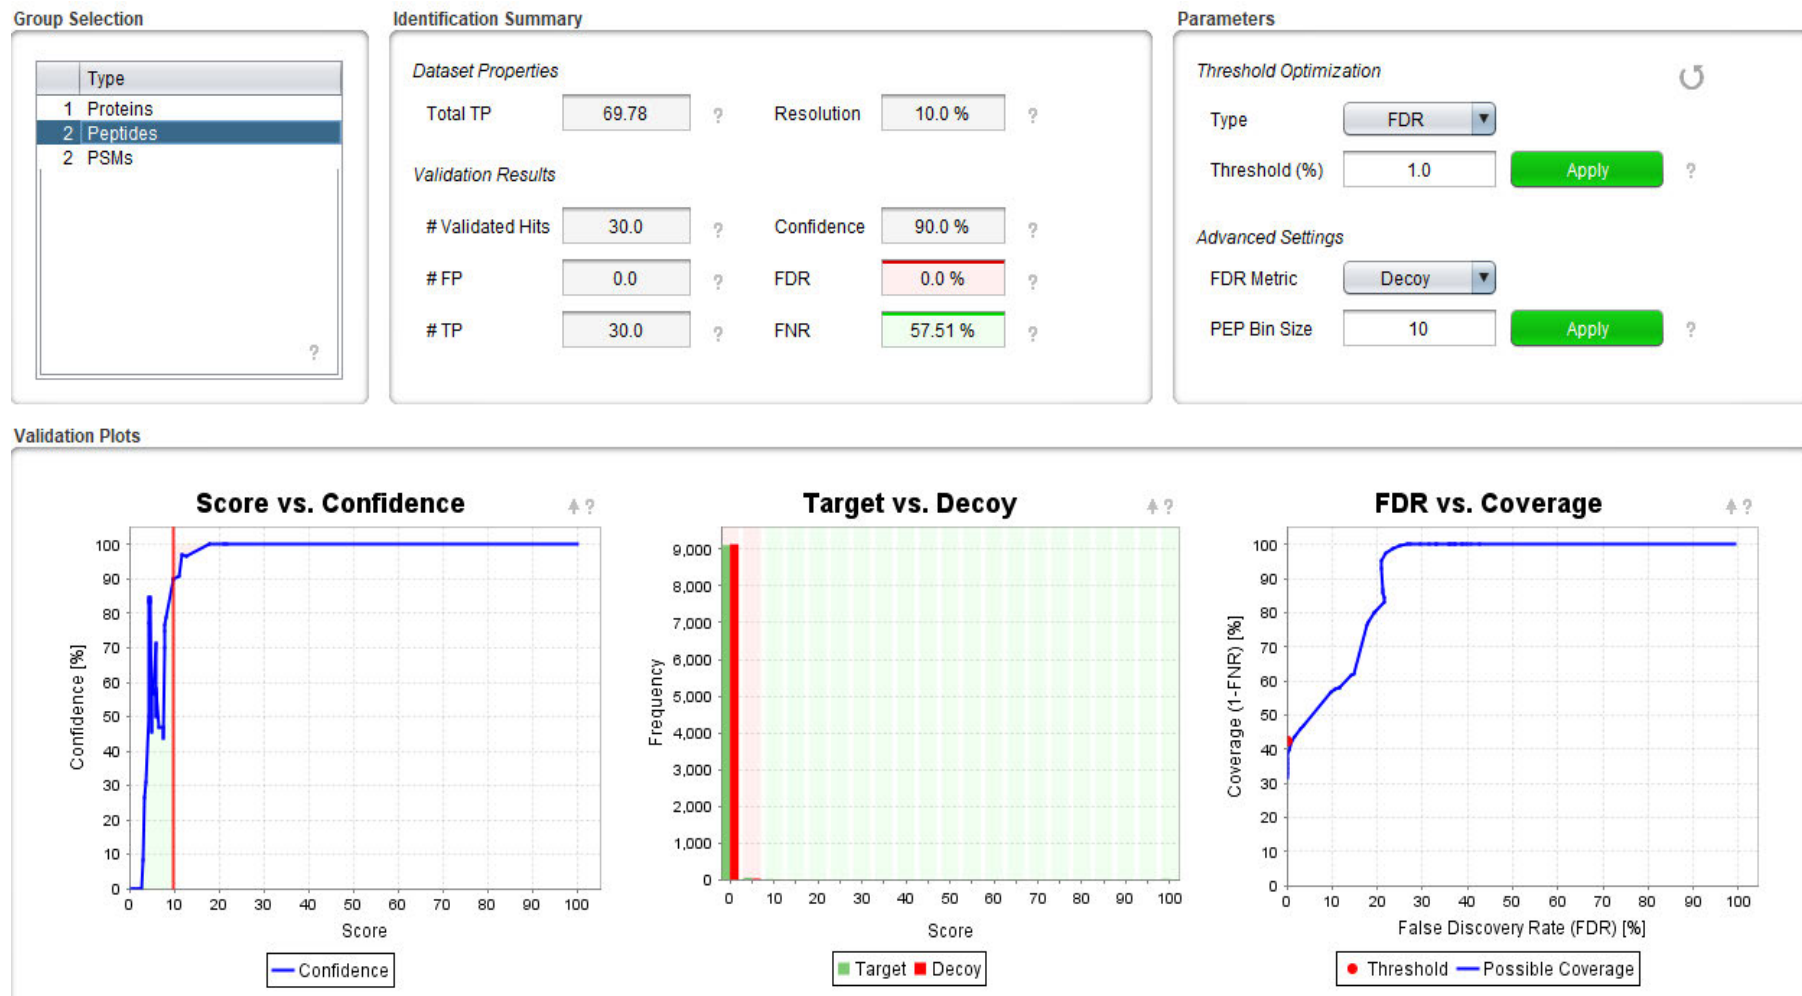 Group Selection
Type
1 Proteins
2 Peptides
2 PSMs
?
Identification Summary
Dataset Properties
Total TP 69.78 ? Resolution 10.0 % ?
Validation Results
# Validated Hits 30.0 ? Confidence 90.0 % ?
# FP 0.0 ? FDR 0.0 % ?
# TP 30.0 ? FNR 57.51 % ?
Parameters
Threshold Optimization
Type FDR
Threshold (%) 1.0 Apply ?
Advanced Settings
FDR Metric Decoy
PEP Bin Size 10 Apply ?
Validation Plots
Score vs. Confidence ?
100
90
80
70
60
50
40
30
20
10
0
Confidence [%]
0 10 20 30 40 50 60 70 80 90 100
Score
Confidence
Target vs. Decoy ?
9,000
8,000
7,000
6,000
5,000
4,000
3,000
2,000
1,000
0
Frequency
0 10 20 30 40 50 60 70 80 90 100
Score
Target Decoy
FDR vs. Coverage ?
100
90
80
70
60
50
40
30
20
10
0
Coverage (1-FNR) [%]
0 10 20 30 40 50 60 70 80 90 100
False Discovery Rate (FDR) [%]
Threshold Possible Coverage